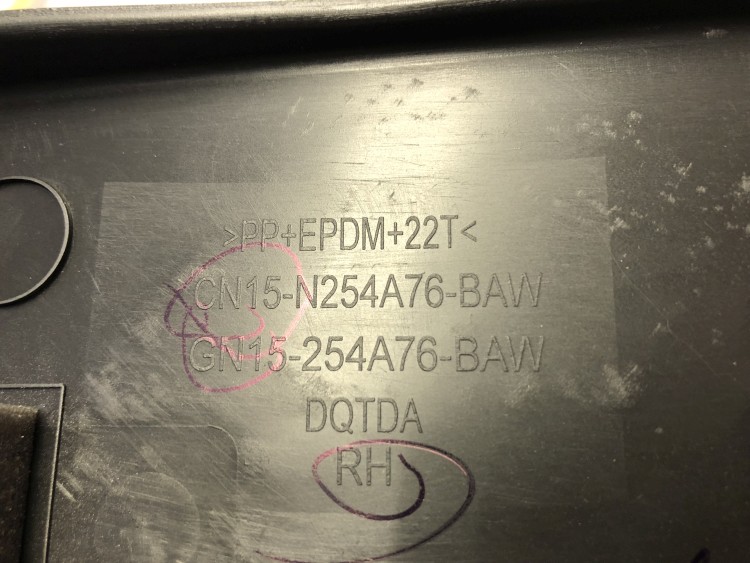 >PP+EPDM+22T<
CN15-N254A76-BAW
GN15-254A76-BAW
DQTDA
RH